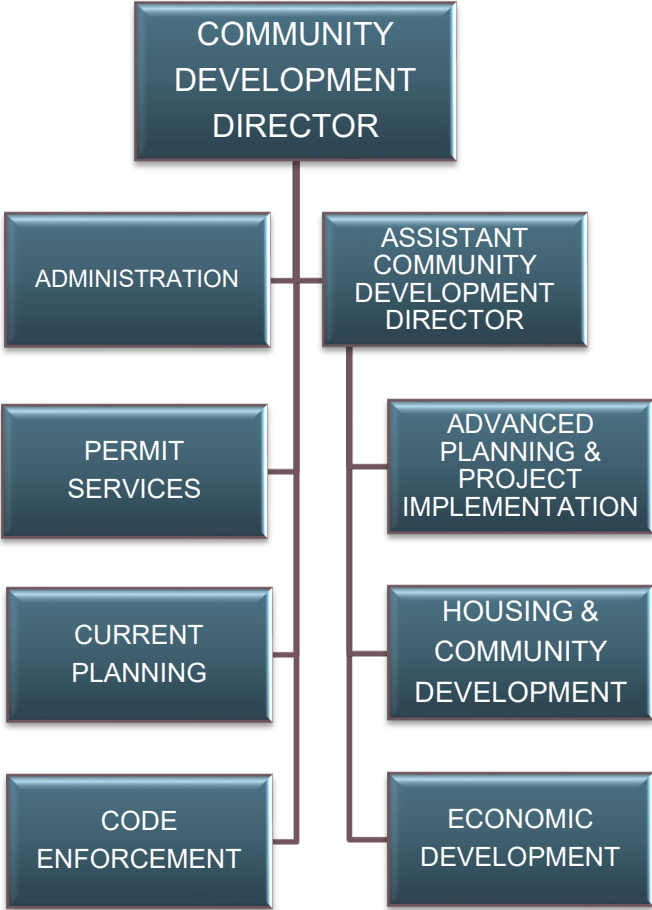 COMMUNITY
DEVELOPMENT
DIRECTOR
ADMINISTRATION
ASSISTANT
COMMUNITY
DEVELOPMENT
DIRECTOR
PERMIT
SERVICES
ADVANCED
PLANNING &
PROJECT
IMPLEMENTATION
CURRENT
PLANNING
HOUSING &
COMMUNITY
DEVELOPMENT
CODE
ENFORCEMENT
ECONOMIC
DEVELOPMENT